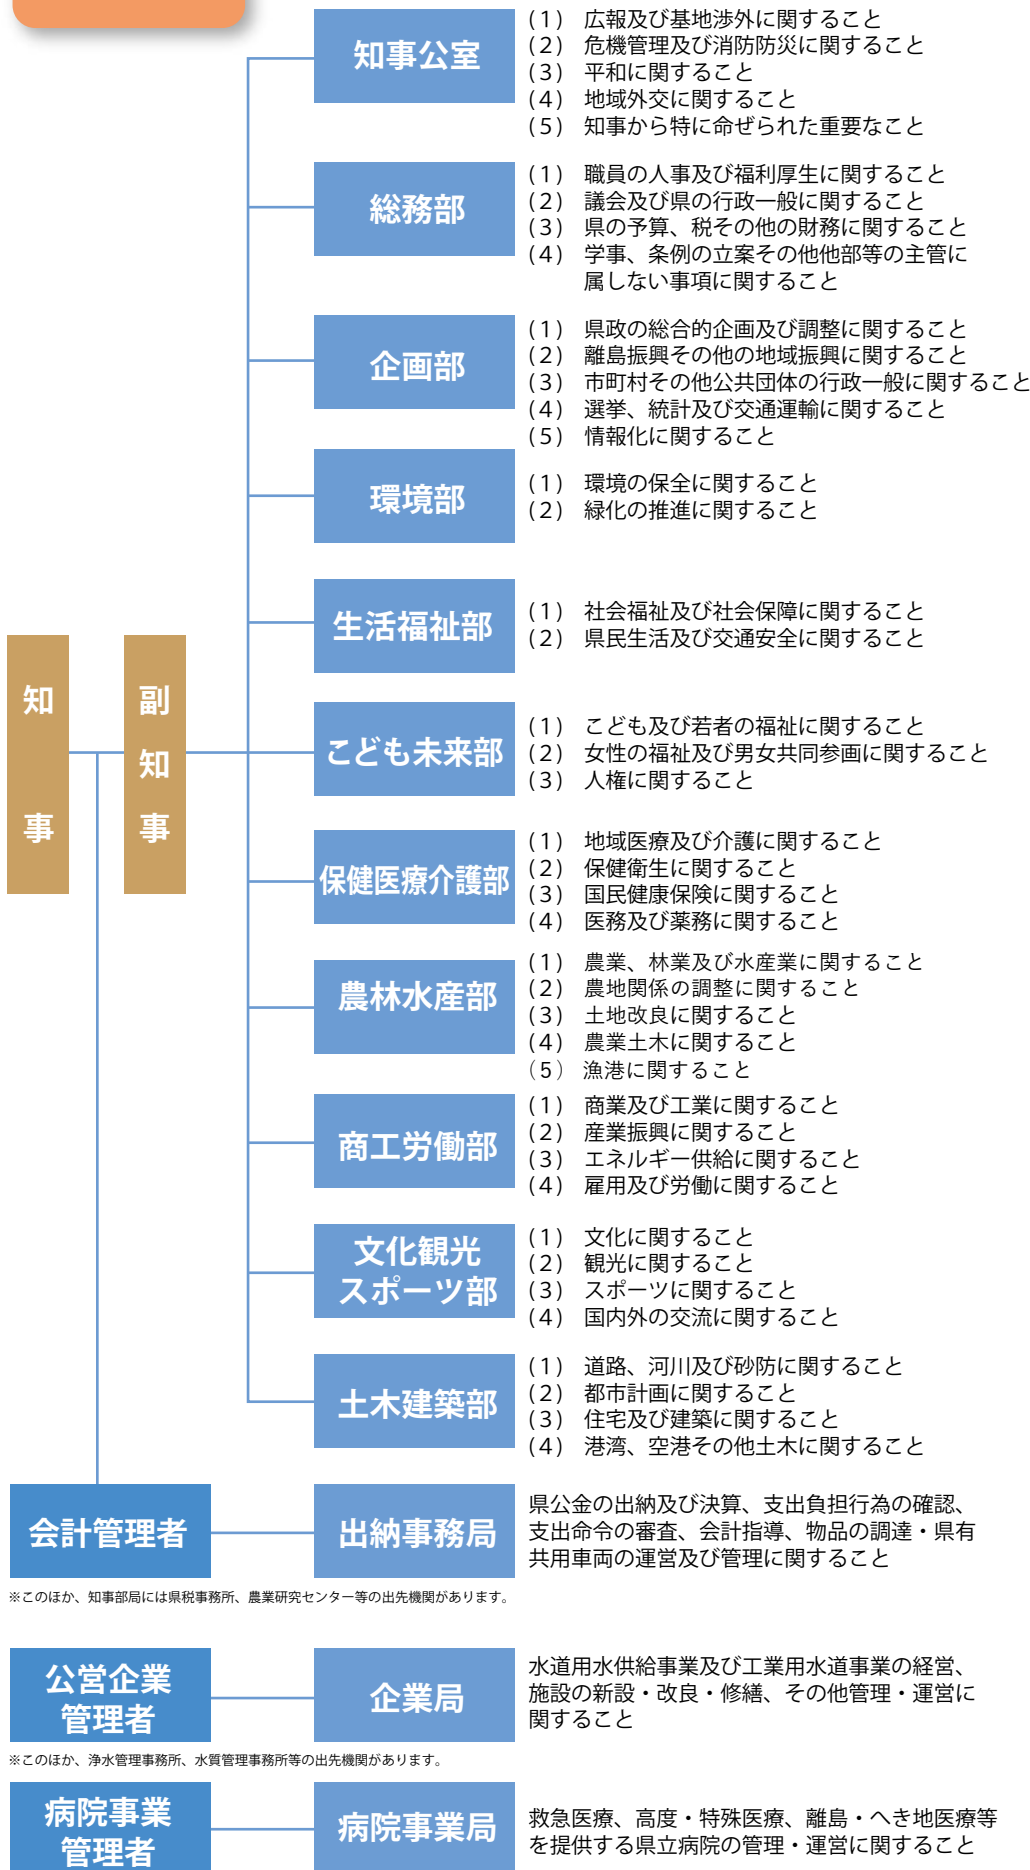 知事公室
(1) 広報及び基地渉外に関すること
(2) 危機管理及び消防防災に関すること
(3) 平和に関すること
(4) 地域外交に関すること
(5) 知事から特に命ぜられた重要なこと
総務部
(1) 職員の人事及び福利厚生に関すること
(2) 議会及び県の行政一般に関すること
(3) 県の予算、税その他の財務に関すること
(4) 学事、条例の立案その他他部等の主管に
属しない事項に関すること
企画部
(1) 県政の総合的企画及び調整に関すること
(2) 離島振興その他の地域振興に関すること
(3) 市町村その他公共団体の行政一般に関すること
(4) 選挙、統計及び交通運輸に関すること
(5) 情報化に関すること
環境部
(1) 環境の保全に関すること
(2) 緑化の推進に関すること
生活福祉部
(1) 社会福祉及び社会保障に関すること
(2) 県民生活及び交通安全に関すること
知事
副知事
こども未来部
(1) こども及び若者の福祉に関すること
(2) 女性の福祉及び男女共同参画に関すること
(3) 人権に関すること
保健医療介護部
(1) 地域医療及び介護に関すること
(2) 保健衛生に関すること
(3) 国民健康保険に関すること
(4) 医務及び薬務に関すること
農林水産部
(1) 農業、林業及び水産業に関すること
(2) 農地関係の調整に関すること
(3) 土地改良に関すること
(4) 農業土木に関すること
(5) 漁港に関すること
商工労働部
(1) 商業及び工業に関すること
(2) 産業振興に関すること
(3) エネルギー供給に関すること
(4) 雇用及び労働に関すること
文化観光
スポーツ部
(1) 文化に関すること
(2) 観光に関すること
(3) スポーツに関すること
(4) 国内外の交流に関すること
土木建築部
(1) 道路、河川及び砂防に関すること
(2) 都市計画に関すること
(3) 住宅及び建築に関すること
(4) 港湾、空港その他土木に関すること
会計管理者
出納事務局
県公金の出納及び決算、支出負担行為の確認、
支出命令の審査、会計指導、物品の調達・県有
共用車両の運営及び管理に関すること
※このほか、知事部局には県税事務所、農業研究センター等の出先機関があります。
公営企業
管理者
企業局
水道用水供給事業及び工業用水道事業の経営、
施設の新設・改良・修繕、その他管理・運営に
関すること
※このほか、浄水管理事務所、水質管理事務所等の出先機関があります。
病院事業
管理者
病院事業局
救急医療、高度・特殊医療、離島・へき地医療等
を提供する県立病院の管理・運営に関すること